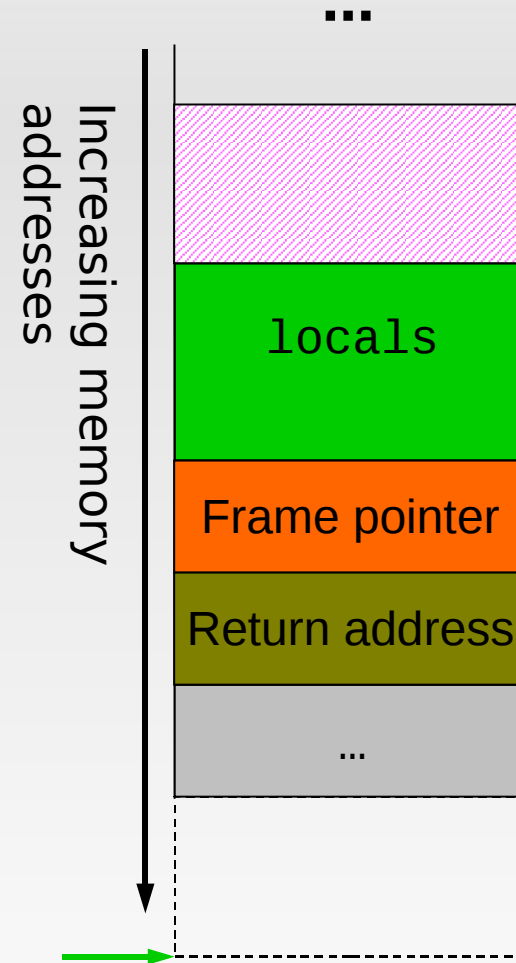 ...
Increasing memory
addresses
locals
Frame pointer
Return address
…